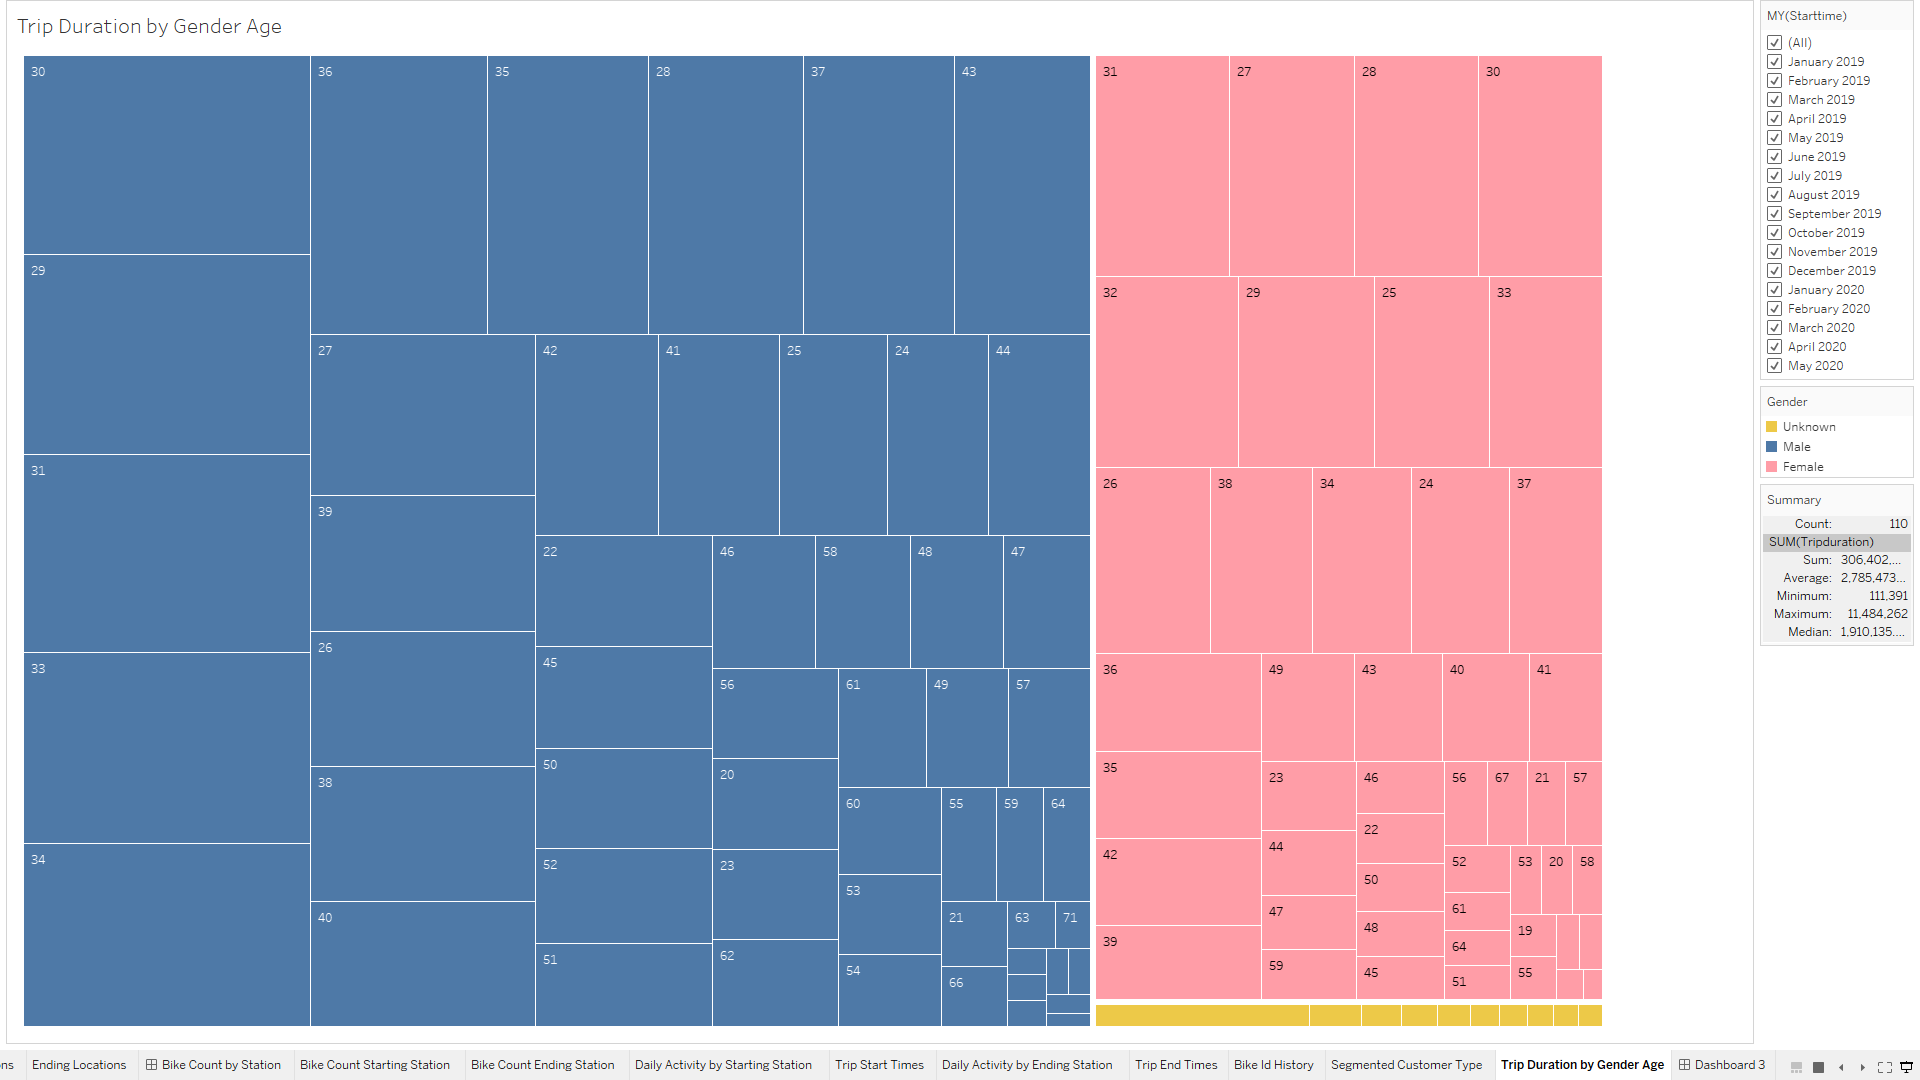 Trip Duration by Gender Age
30
36
35
28
37
43
29
31
33
34
27
42
41
25
24
44
39
26
38
40
22
46
58
48
47
45
50
52
51
56
61
49
57
20
23
62
60
55
59
64
53
54
21
63
71
66
31
27
28
30
32
29
25
33
26
38
34
24
37
36
49
43
40
41
35
42
39
23
46
56
67
21
57
44
22
52
53
20
58
47
50
61
48
64
19
59
45
51
55
MY(Starttime)
(All)
January 2019
February 2019
March 2019
April 2019
May 2019
June 2019
July 2019
August 2019
September 2019
October 2019
November 2019
December 2019
January 2020
February 2020
March 2020
April 2020
May 2020
Gender
Unknown
Male
Female
Summary
Count: 110
SUM(Tripduration)
Sum: 306,402,...
Average: 2,785,473...
Minimum: 111,391
Maximum: 11,484,262
Median: 1,910,135....
ns Ending Locations Bike Count by Station Bike Count Starting Station Bike Count Ending Station Daily Activity by Starting Station Trip Start Times Daily Activity by Ending Station Trip End Times Bike Id History Segmented Customer Type Trip Duration by Gender Age Dashboard 3